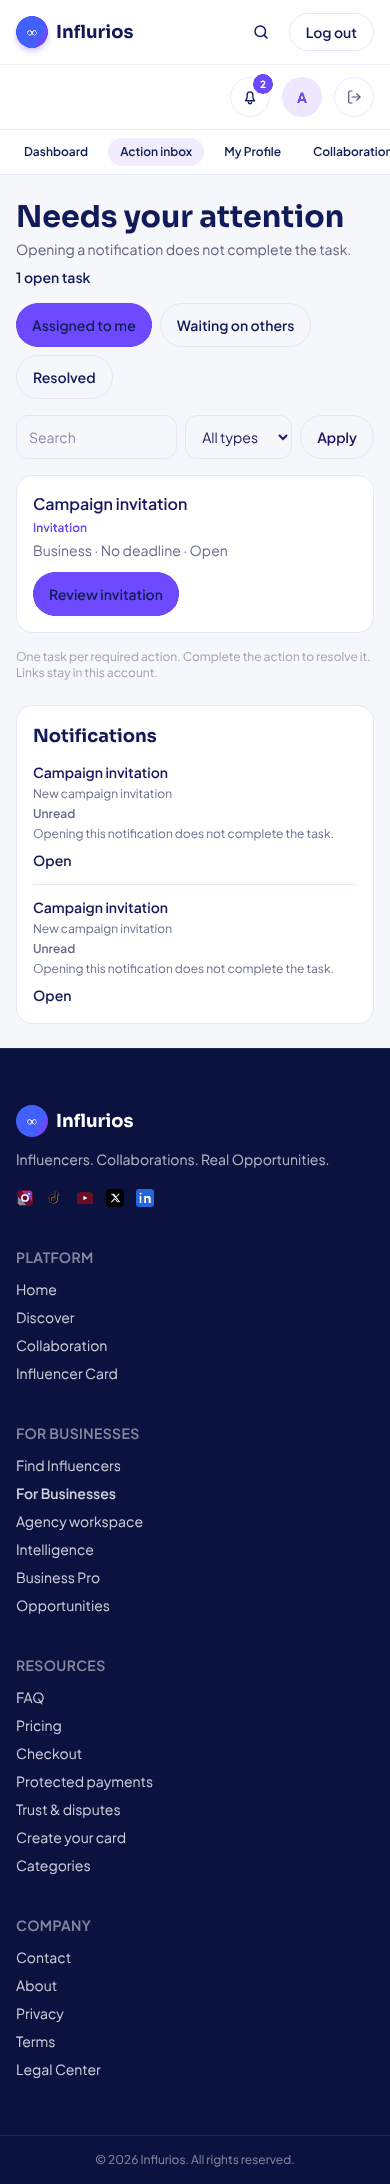 Influrios
Log out
2
A
Dashboard Action inbox My Profile Collaboration
Needs your attention
Opening a notification does not complete the task.
1 open task
Assigned to me Waiting on others
Resolved
Search All types Apply
Campaign invitation
Invitation
Business · No deadline · Open
Review invitation
One task per required action. Complete the action to resolve it.
Links stay in this account.
Notifications
Campaign invitation
New campaign invitation
Unread
Opening this notification does not complete the task.
Open
Campaign invitation
New campaign invitation
Unread
Opening this notification does not complete the task.
Open
Influrios
Influencers. Collaborations. Real Opportunities.
PLATFORM
Home
Discover
Collaboration
Influencer Card
FOR BUSINESSES
Find Influencers
For Businesses
Agency workspace
Intelligence
Business Pro
Opportunities
RESOURCES
FAQ
Pricing
Checkout
Protected payments
Trust & disputes
Create your card
Categories
COMPANY
Contact
About
Privacy
Terms
Legal Center
© 2026 Influrios. All rights reserved.